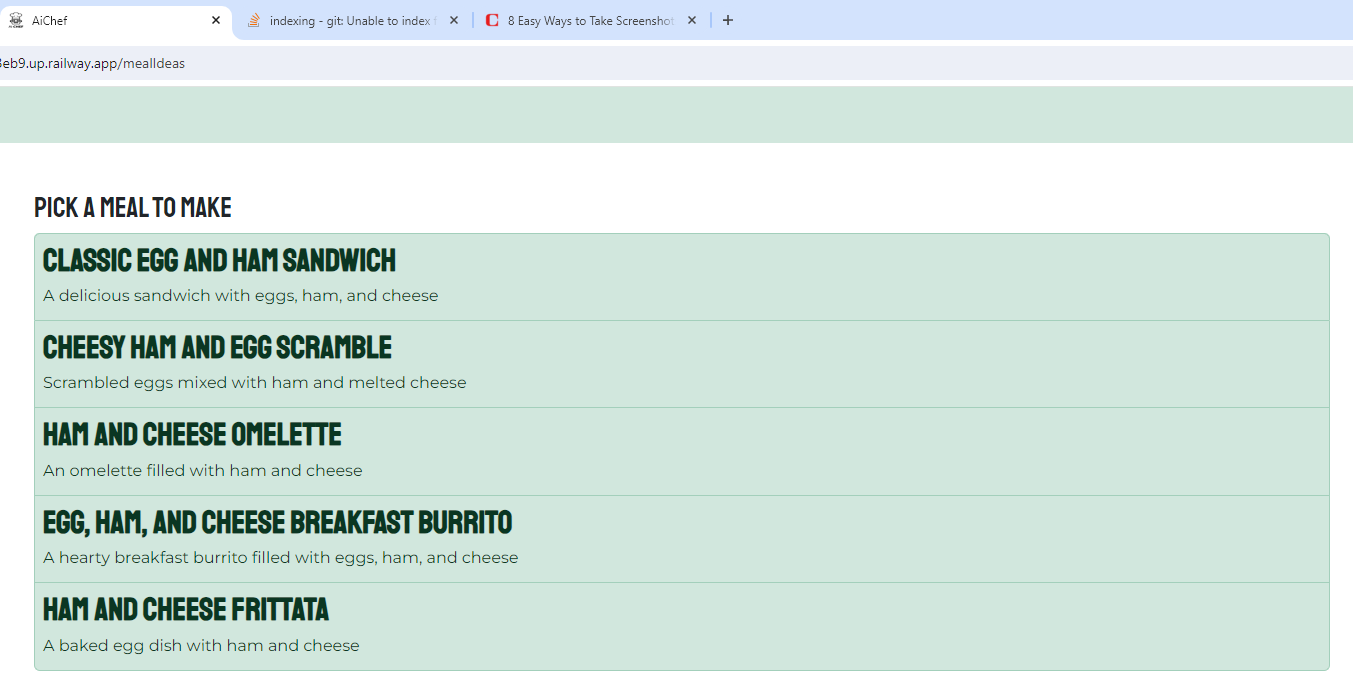 AiChef
indexing - git: Unable to index
8 Easy Ways to Take Screenshot
eb9.up.railway.app/mealIdeas
PICK A MEAL TO MAKE
CLASSIC EGG AND HAM SANDWICH
A delicious sandwich with eggs, ham, and cheese
CHEESY HAM AND EGG SCRAMBLE
Scrambled eggs mixed with ham and melted cheese
HAM AND CHEESE OMELETTE
An omelette filled with ham and cheese
EGG, HAM, AND CHEESE BREAKFAST BURRITO
A hearty breakfast burrito filled with eggs, ham, and cheese
HAM AND CHEESE FRITTATA
A baked egg dish with ham and cheese